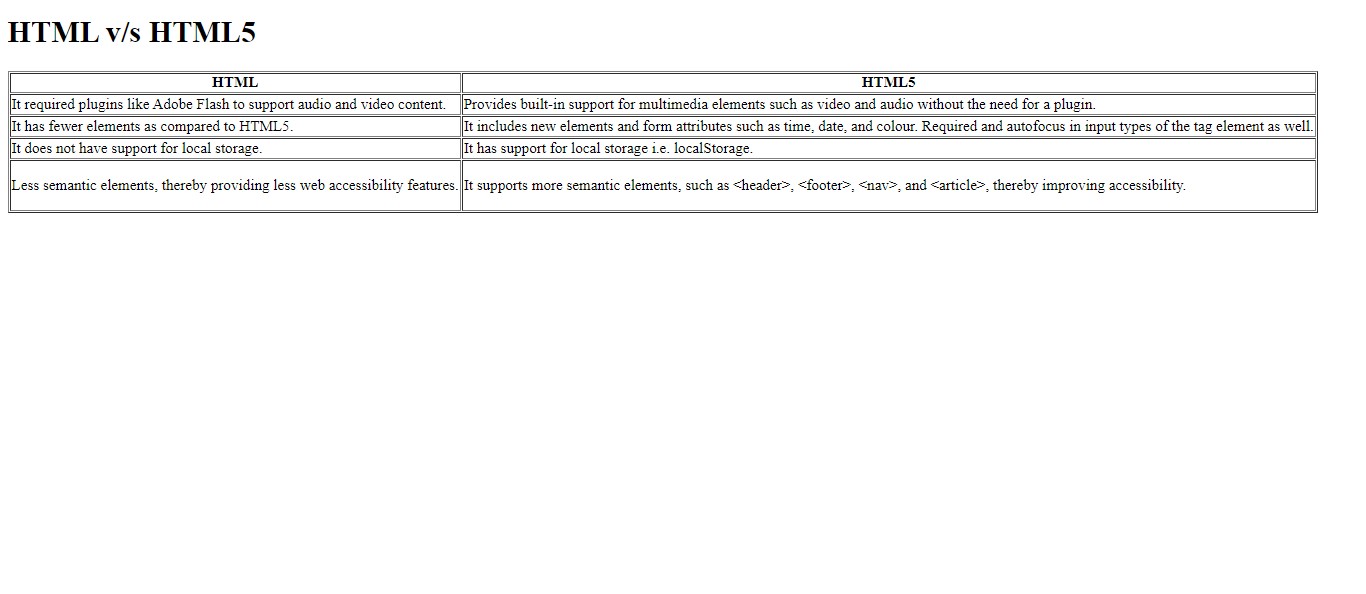 HTML v/s HTML5
HTML HTML5
It required plugins like Adobe Flash to support audio and video content. Provides built-in support for multimedia elements such as video and audio without the need for a plugin.
It has fewer elements as compared to HTML5. It includes new elements and form attributes such as time, date, and colour. Required and autofocus in input types of the tag element as well.
It does not have support for local storage. It has support for local storage i.e. localStorage.
Less semantic elements, thereby providing less web accessibility features. It supports more semantic elements, such as <header>, <footer>, <nav>, and <article>, thereby improving accessibility.